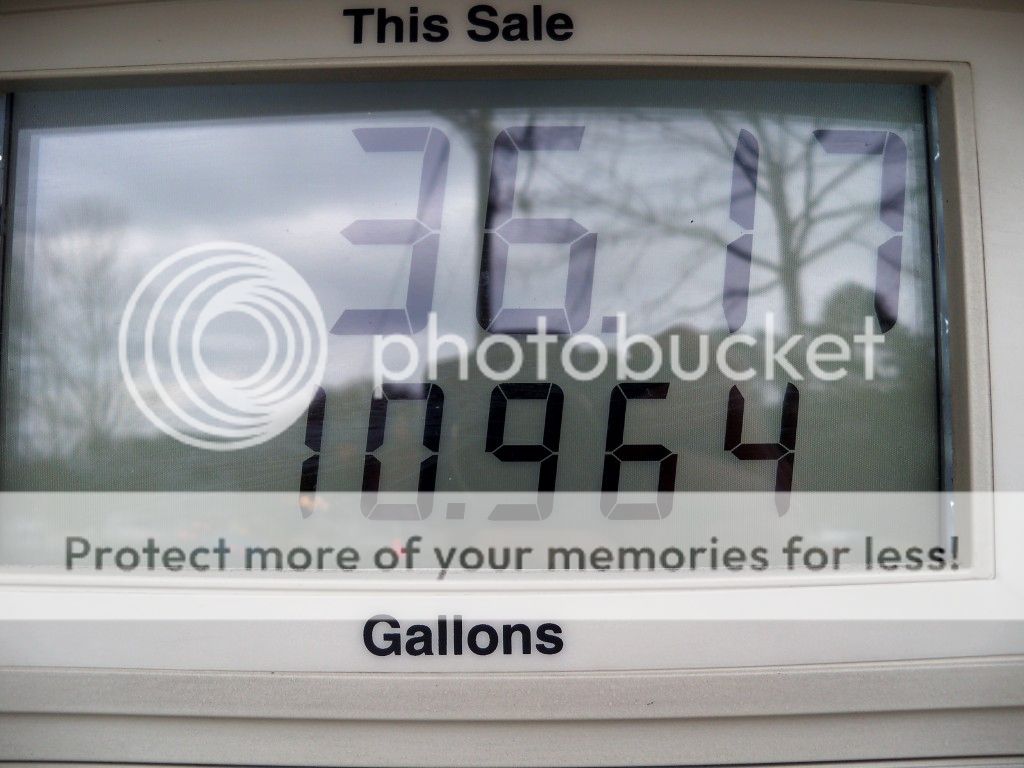 This Sale
36.17
photobucket
10.964
Protect more of your memories for less!
Gallons